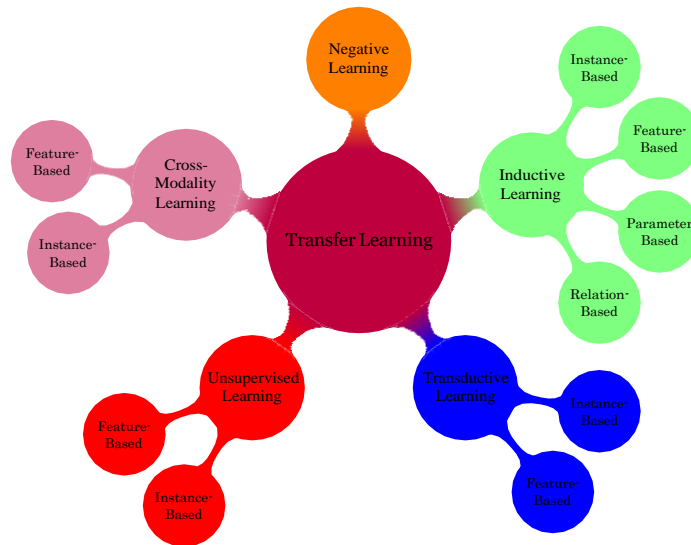 Negative
Learning
Instance-
Based
Feature-
Based
Cross-
Modality
Learning
Inductive
Learning
Feature-
Based
Instance-
Based
Parameter-
Based
Transfer Learning
Relation-
Based
Unsupervised
Learning
Transductive
Learning
Feature-
Based
Instance-
Based
Instance-
Based
Feature-
Based